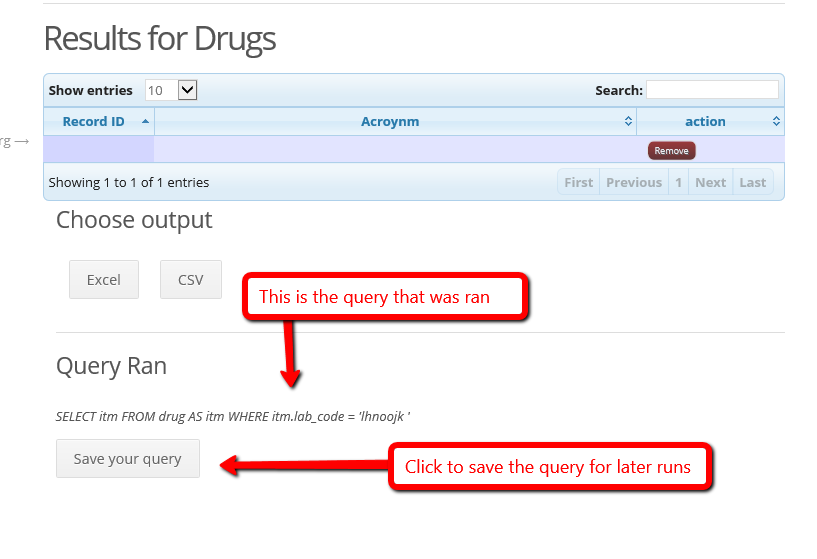 Results for Drugs
Show entries 10 Search:
Record ID Acroynm action
rg →
Remove
Showing 1 to 1 of 1 entries First Previous 1 Next Last
Choose output
Excel CSV
This is the query that was ran
Query Ran
SELECT itm FROM drug AS itm WHERE itm.lab_code = 'lhnoojk '
Save your query
Click to save the query for later runs